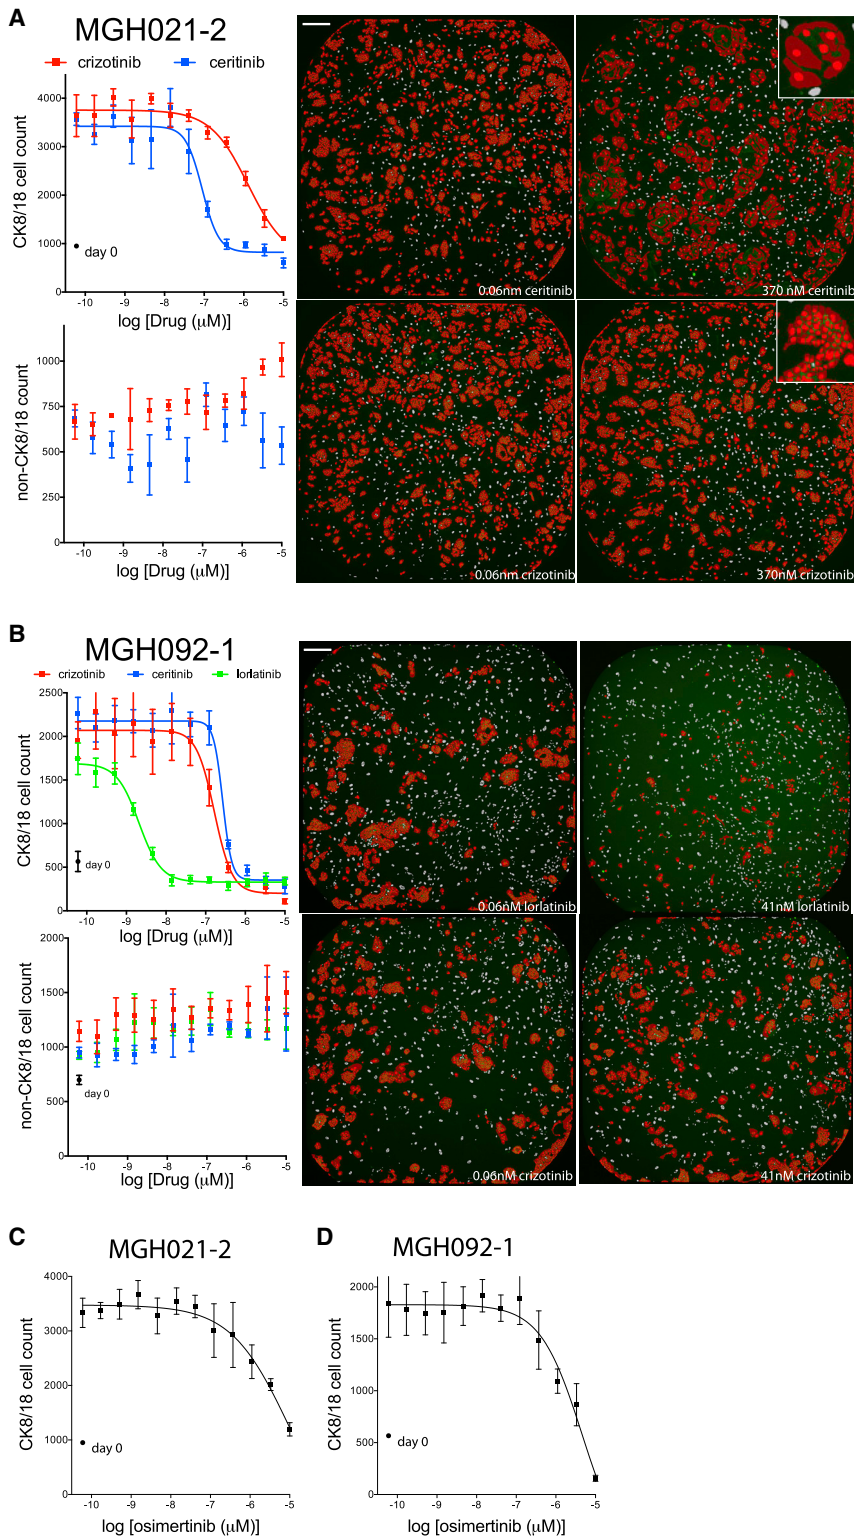 A
MGH021-2
crizotinib ceritinib
CK8/18 cell count
4000
3000
2000
1000
0
day 0
-10 -9 -8 -7 -6 -5
log [Drug (μM)]
non-CK8/18 count
1000
750
500
250
0
-10 -9 -8 -7 -6 -5
log [Drug (μM)]
0.06nm ceritinib
370 nM ceritinib
0.06nm crizotinib
370nM crizotinib
B
MGH092-1
crizotinib ceritinib lorlatinib
CK8/18 cell count
2500
2000
1500
1000
500
0
day 0
-10 -9 -8 -7 -6 -5
log [Drug (μM)]
non-CK8/18 cell count
2000
1500
1000
500
0
day 0
-10 -9 -8 -7 -6 -5
log [Drug (μM)]
0.06nM lorlatinib
41nM lorlatinib
0.06nM crizotinib
41nM crizotinib
C
MGH021-2
CK8/18 cell count
4000
3000
2000
1000
0
day 0
-10 -9 -8 -7 -6 -5
log [osimertinib (μM)]
D
MGH092-1
CK8/18 cell count
2000
1500
1000
500
0
day 0
-10 -9 -8 -7 -6 -5
log [osimertinib (μM)]